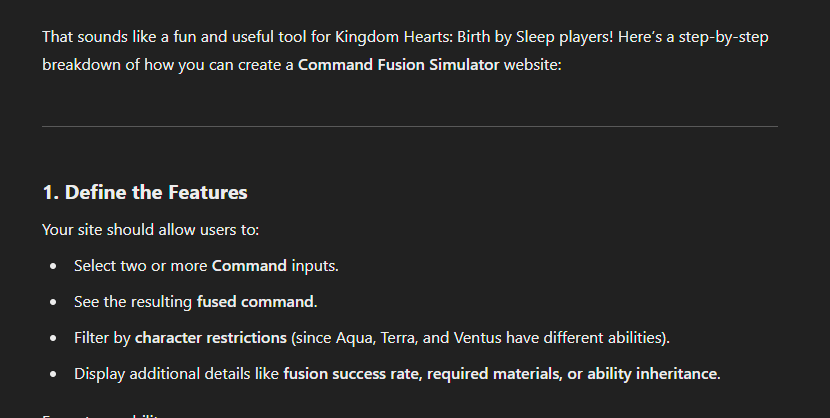 That sounds like a fun and useful tool for Kingdom Hearts: Birth by Sleep players! Here’s a step-by-step
breakdown of how you can create a Command Fusion Simulator website:
1. Define the Features
Your site should allow users to:
• Select two or more Command inputs.
• See the resulting fused command.
• Filter by character restrictions (since Aqua, Terra, and Ventus have different abilities).
• Display additional details like fusion success rate, required materials, or ability inheritance.